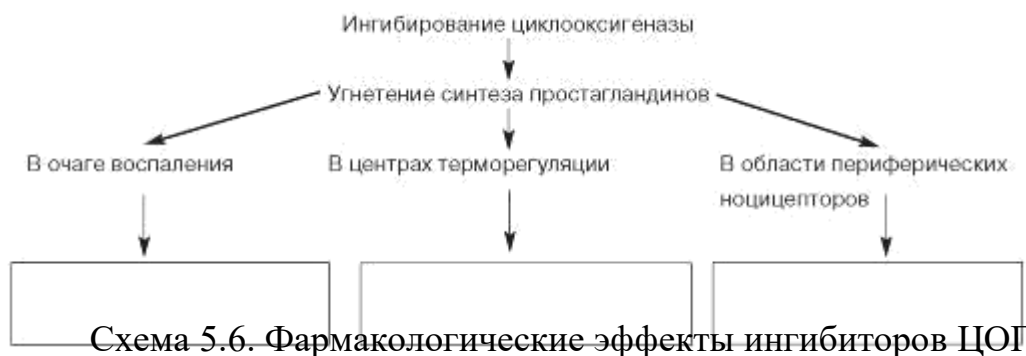 Ингибирование циклооксигеназы
Угнетение синтеза простагландинов
В очаге воспаления
В центрах терморегуляции
В области периферических
ноцицепторов
Схема 5.6. Фармакологические эффекты ингибиторов